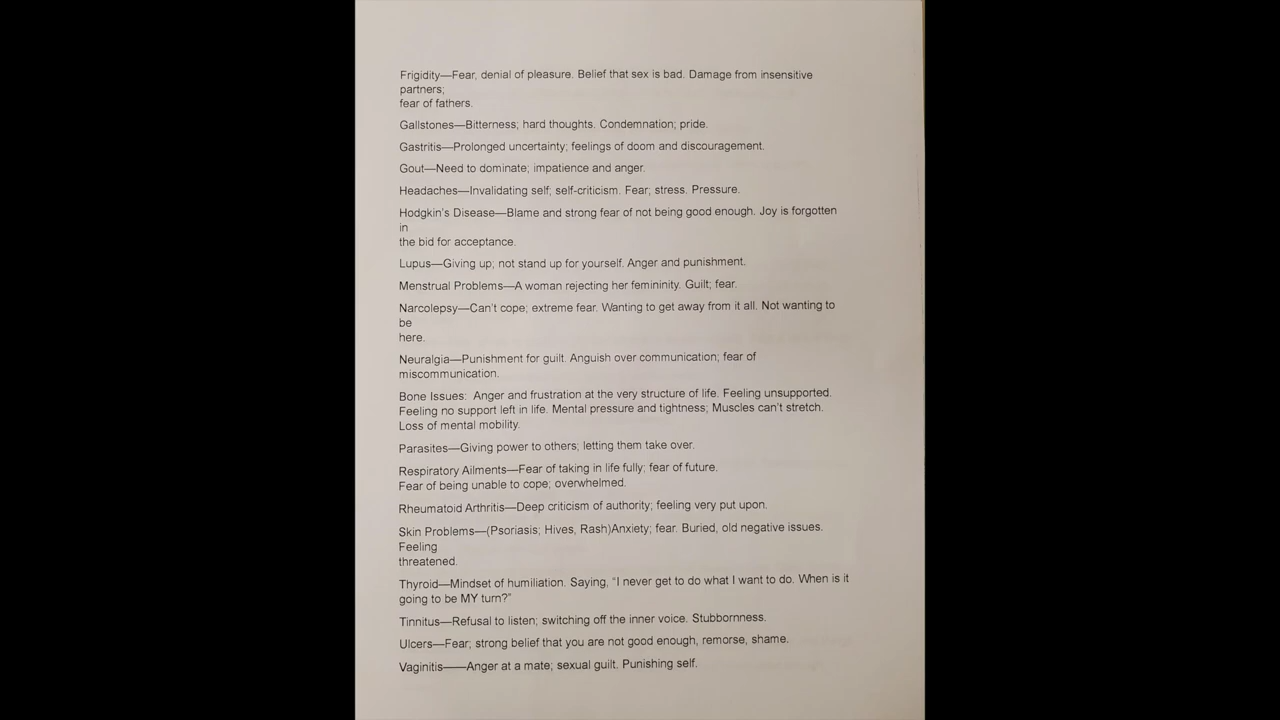 Frigidity—Fear, denial of pleasure. Belief that sex is bad. Damage from insensitive
partners;
fear of fathers.
Gallstones—Bitterness; hard thoughts. Condemnation; pride.
Gastritis—Prolonged uncertainty; feelings of doom and discouragement.
Gout—Need to dominate; impatience and anger.
Headaches—Invalidating self; self-criticism. Fear; stress. Pressure.
Hodgkin's Disease—Blame and strong fear of not being good enough. Joy is forgotten
in
the bid for acceptance.
Lupus—Giving up; not stand up for yourself. Anger and punishment.
Menstrual Problems—A woman rejecting her femininity. Guilt; fear.
Narcolepsy—Can't cope; extreme fear. Wanting to get away from it all. Not wanting to
be
here.
Neuralgia—Punishment for guilt. Anguish over communication; fear of
miscommunication.
Bone Issues:  Anger and frustration at the very structure of life. Feeling unsupported.
Feeling no support left in life. Mental pressure and tightness; Muscles can't stretch.
Loss of mental mobility.
Parasites—Giving power to others; letting them take over.
Respiratory Ailments—Fear of taking in life fully; fear of future.
Fear of being unable to cope; overwhelmed.
Rheumatoid Arthritis—Deep criticism of authority; feeling very put upon.
Skin Problems—(Psoriasis; Hives, Rash)Anxiety; fear. Buried, old negative issues.
Feeling
threatened.
Thyroid—Mindset of humiliation. Saying, "I never get to do what I want to do. When is it
going to be MY turn?"
Tinnitus—Refusal to listen; switching off the inner voice. Stubbornness.
Ulcers—Fear; strong belief that you are not good enough, remorse, shame.
Vaginitis——Anger at a mate; sexual guilt. Punishing self.